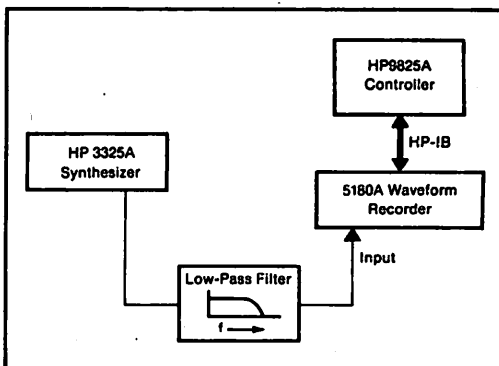 HP9825A
Controller
HP-IB
HP 3325A
Synthesizer
5180A Waveform
Recorder
Input
Low-Pass Filter
f